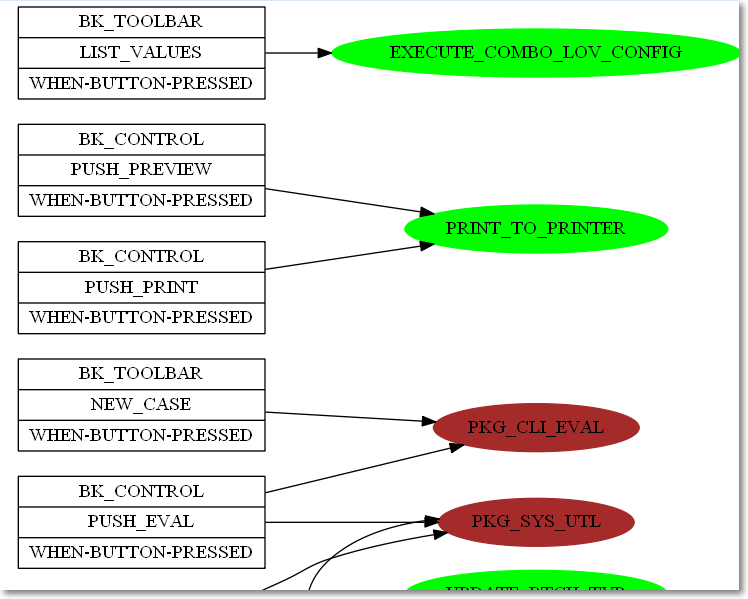 BK_TOOLBAR
LIST_VALUES
WHEN-BUTTON-PRESSED
EXECUTE_COMBO_LOV_CONFIG
BK_CONTROL
PUSH_PREVIEW
WHEN-BUTTON-PRESSED
PRINT_TO_PRINTER
BK_CONTROL
PUSH_PRINT
WHEN-BUTTON-PRESSED
BK_TOOLBAR
NEW_CASE
WHEN-BUTTON-PRESSED
PKG_CLI_EVAL
BK_CONTROL
PUSH_EVAL
WHEN-BUTTON-PRESSED
PKG_SYS_UTL